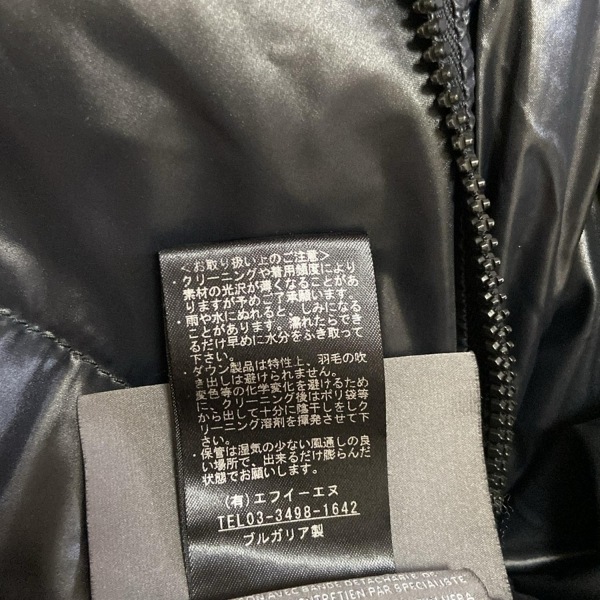 <お取り扱い上のご注意>
・クリーニングや着用頻度により
素材の光沢が薄くなることがあ
りますが予めご了承願います。
・雨や水にぬれると、しみになる
ことがあります。濡れたらでき
るだけ早めに水分をふき取って
下さい。
・ダウン製品は特性上、羽毛の吹
き出しは避けられません。
・変色等の化学変化を避けるため
に、クリーニング後はポリ袋等
から出して十分に陰干しをしク
リーニング溶剤を揮発させて
下さい。
・保管は湿気の少ない風通しの良
い場所で、出来るだけ膨らんだ
状態でお願いします。
(有)エフイーエヌ
TEL03-3498-1642
ブルガリア製
AVEC BANDE DETACHABLE
ENTRETIEN PAR SPECIALISTE